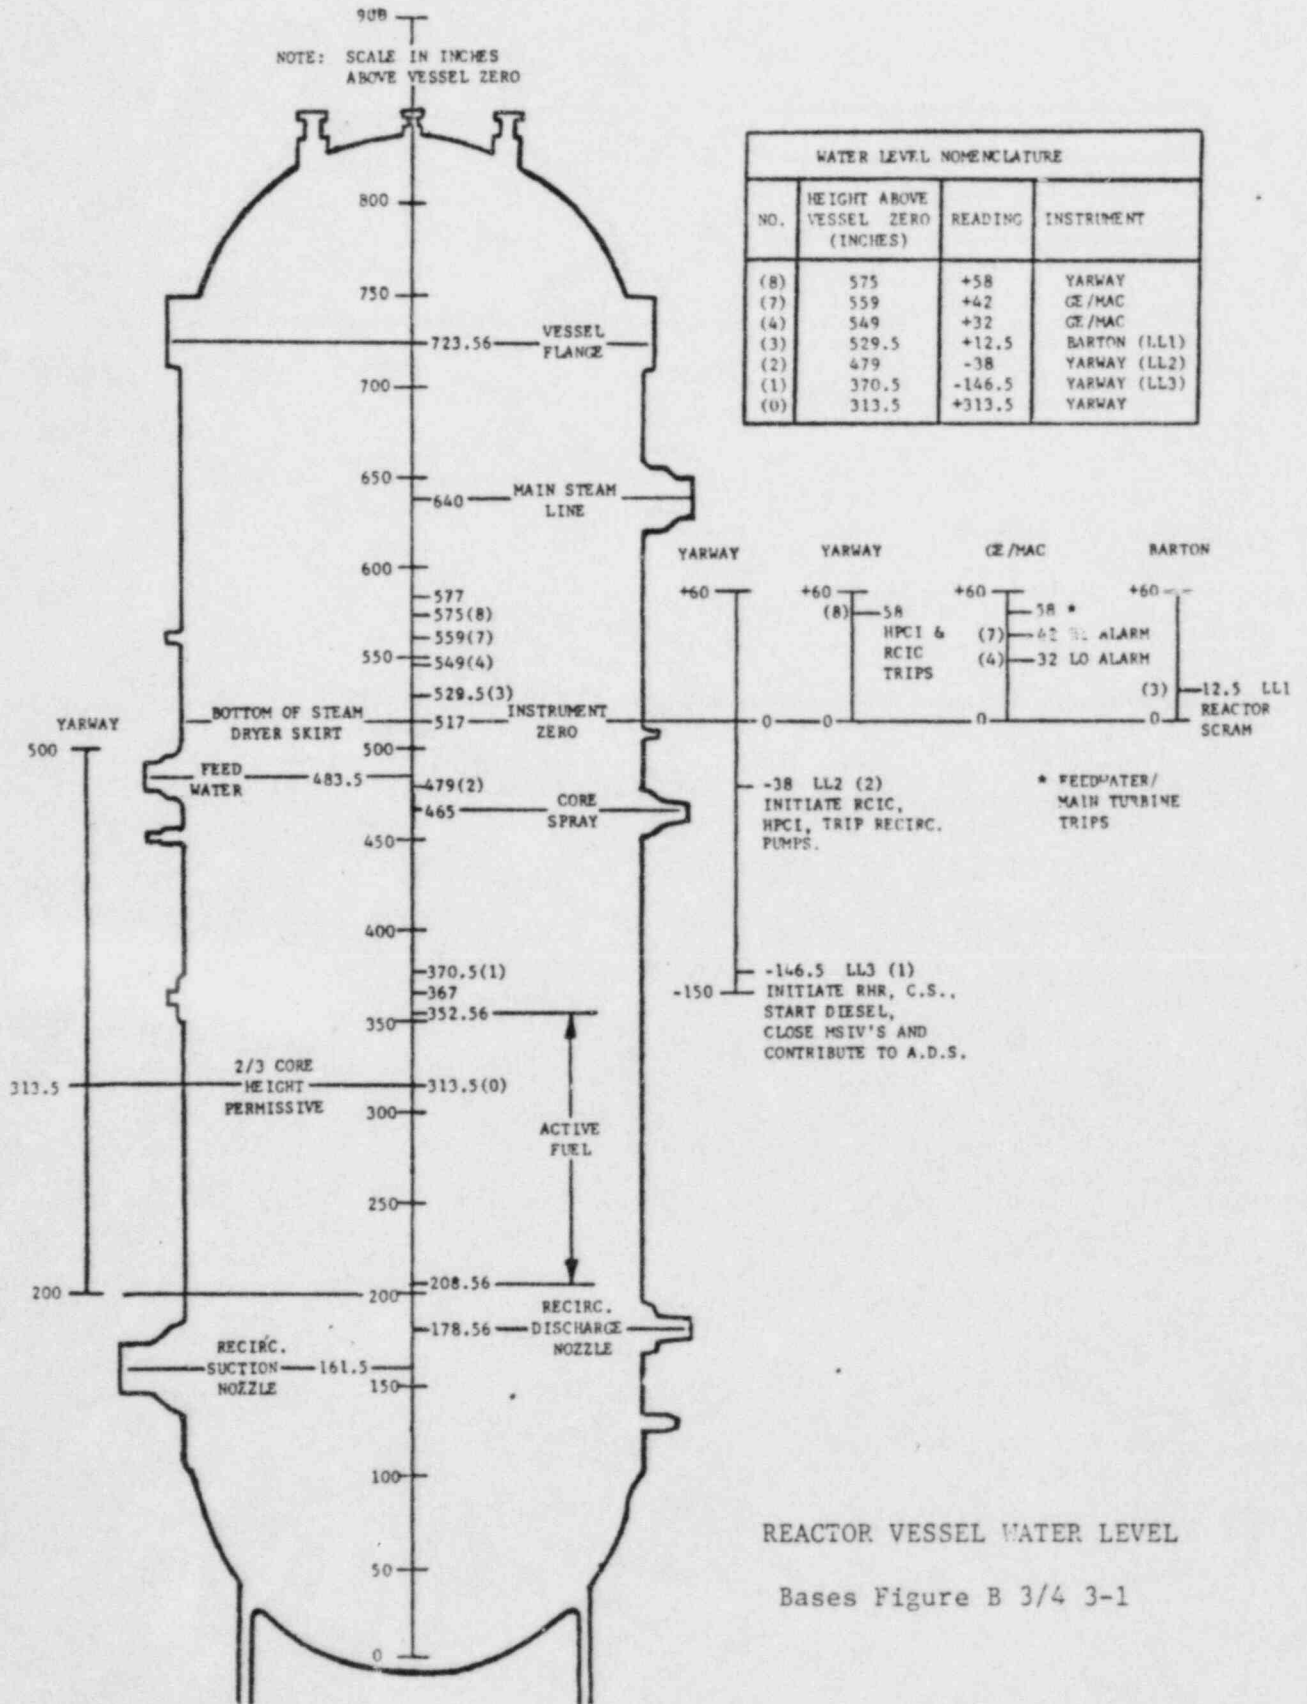 900
NOTE: SCALE IN INCHES
ABOVE VESSEL ZERO
WATER LEVEL NOMENCLATURE
NO. HEIGHT ABOVE VESSEL ZERO (INCHES) READING INSTRUMENT
(8) 575 +58 YARWAY
(7) 559 +42 GE/MAC
(4) 549 +32 GE/MAC
(3) 529.5 +12.5 BARTON (LL1)
(2) 479 -38 YARWAY (LL2)
(1) 370.5 -146.5 YARWAY (LL3)
(0) 313.5 +313.5 YARWAY
800
750
723.56 VESSEL
FLANGE
700
650
640 MAIN STEAM
LINE
600
577
575(8)
559(7)
550
549(4)
529.5(3)
BOTTOM OF STEAM
DRYER SKIRT
517 INSTRUMENT
ZERO
500
FEED
WATER 483.5
479(2)
465 CORE
SPRAY
450
400
370.5(1)
367
352.56
350
2/3 CORE
HEIGHT
PERMISSIVE
313.5(0)
300
ACTIVE
FUEL
250
208.56
200
178.56 RECIRC.
DISCHARGE
NOZZLE
RECIRC.
SUCTION 161.5
NOZZLE
150
100
50
0
YARWAY
500
313.5
200
YARWAY
+60
0
-38 LL2 (2)
INITIATE RCIC,
HPCI, TRIP RECIRC.
PUMPS.
-146.5 LL3 (1)
-150 INITIATE RHR, C.S.,
START DIESEL,
CLOSE MSIV'S AND
CONTRIBUTE TO A.D.S.
YARWAY
+60
(8) 58
HPCI &
RCIC
TRIPS
0
GE/MAC
+60
58 *
(7) 42 ALARM
(4) 32 LO ALARM
0
BARTON
+60
(3) 12.5 LL1
REACTOR
SCRAM
0
* FEEDWATER/
MAIN TURBINE
TRIPS
REACTOR VESSEL WATER LEVEL
Bases Figure B 3/4 3-1